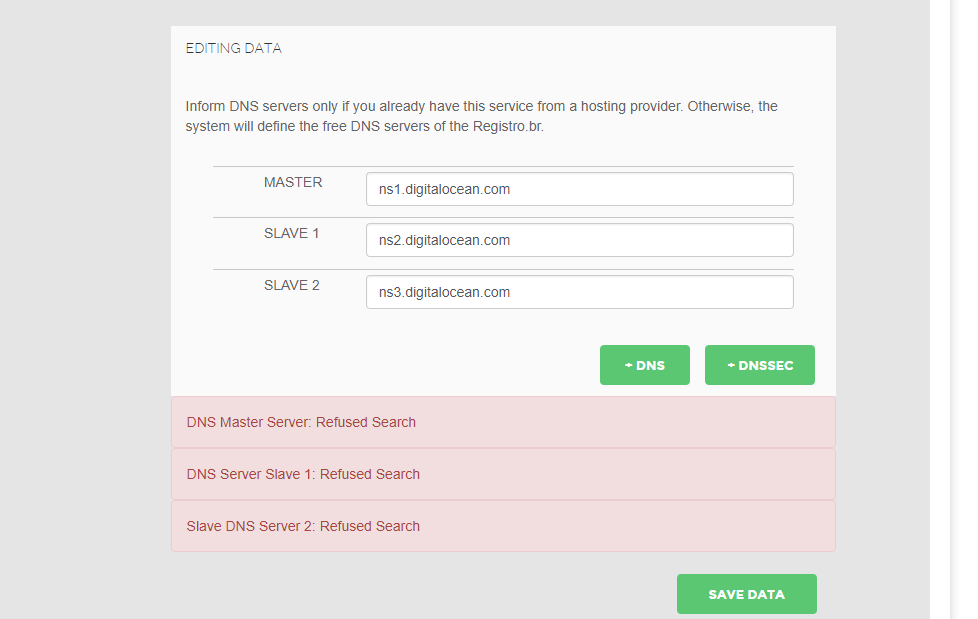 EDITING DATA
Inform DNS servers only if you already have this service from a hosting provider. Otherwise, the
system will define the free DNS servers of the Registro.br.
MASTER ns1.digitalocean.com
SLAVE 1 ns2.digitalocean.com
SLAVE 2 ns3.digitalocean.com
+ DNS + DNSSEC
DNS Master Server: Refused Search
DNS Server Slave 1: Refused Search
Slave DNS Server 2: Refused Search
SAVE DATA